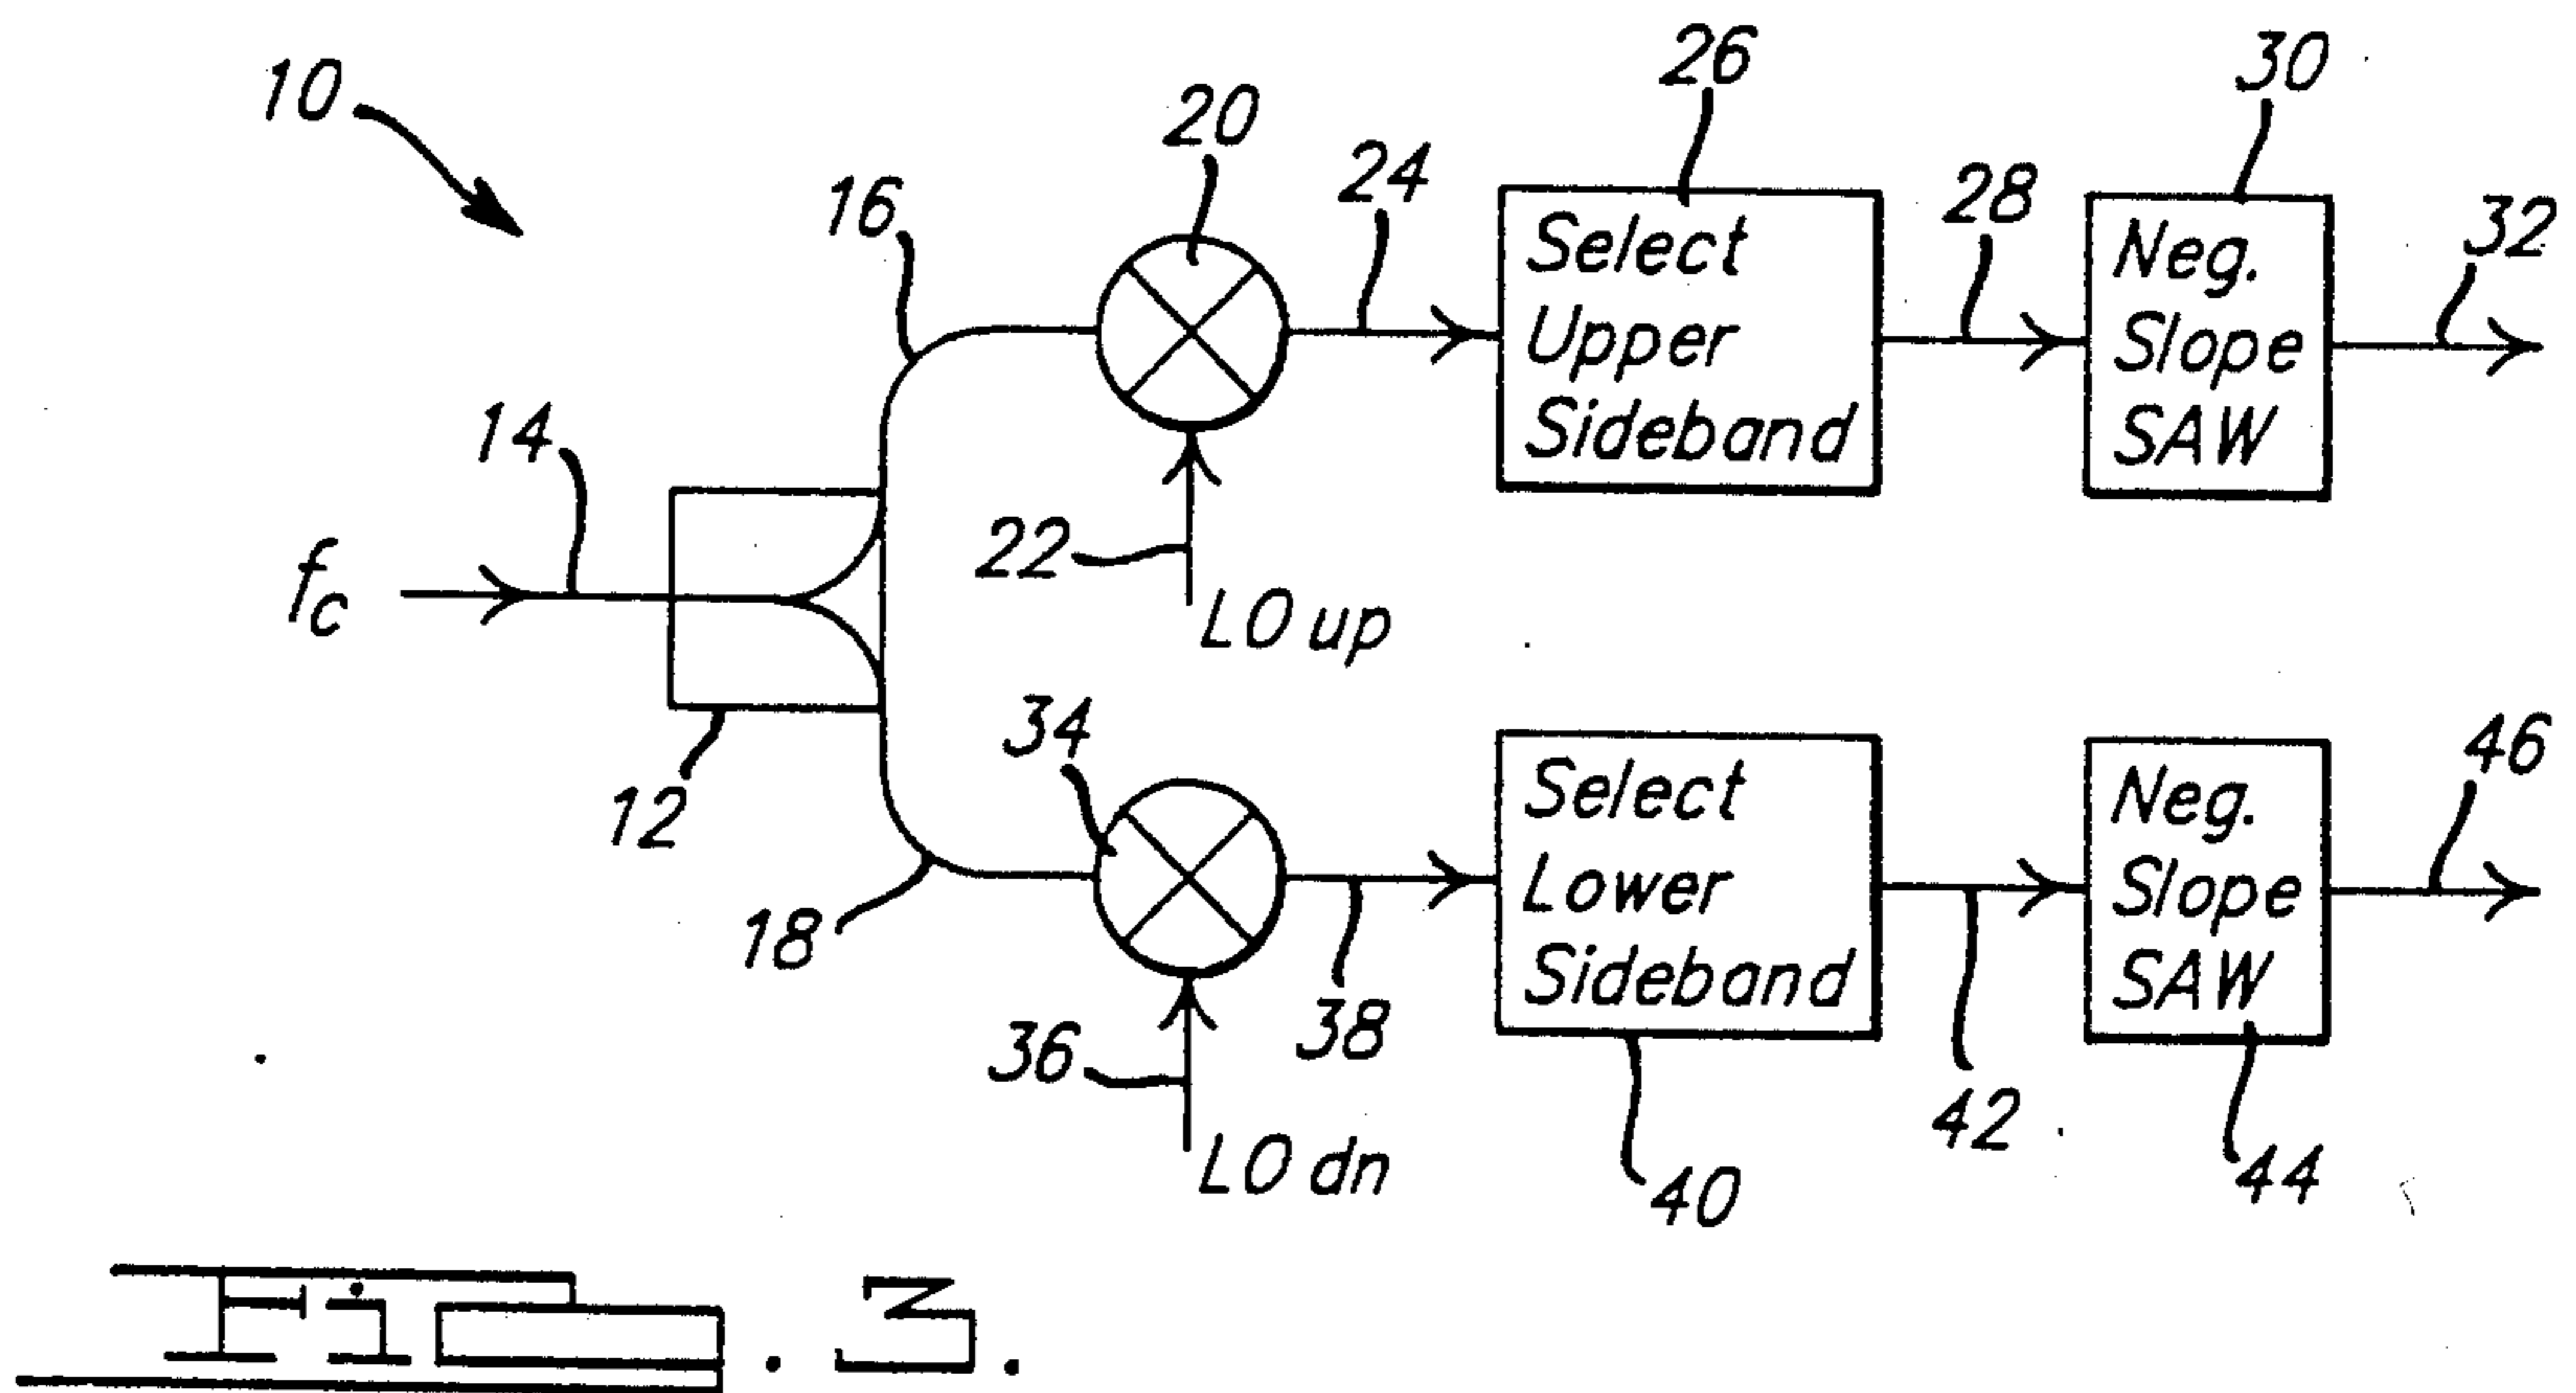 10
20
26
30
16
24
28
32
Select
Upper
Sideband
Neg.
Slope
SAW
14
fc
22
LO up
12
34
18
36
LO dn
38
Select
Lower
Sideband
40
42
Neg.
Slope
SAW
44
46
Fig. 3.